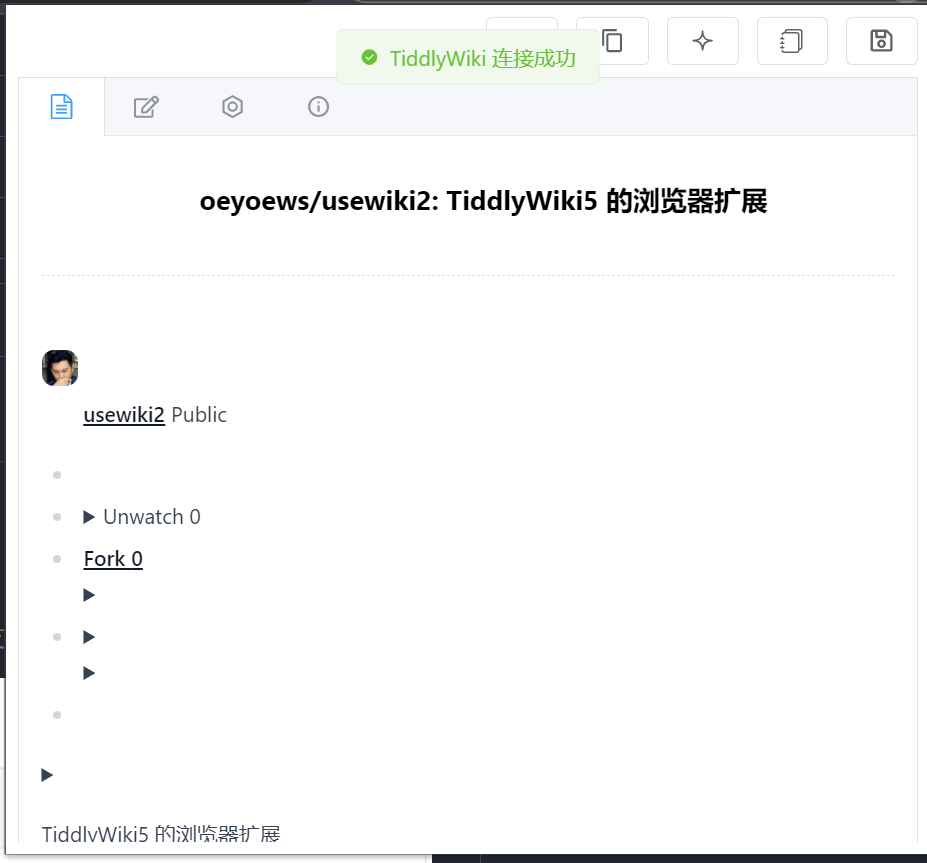 TiddlyWiki 连接成功
oeyoews/usewiki2: TiddlyWiki5 的浏览器扩展
usewiki2 Public
Unwatch 0
Fork 0
TiddlyWiki5 的浏览器扩展